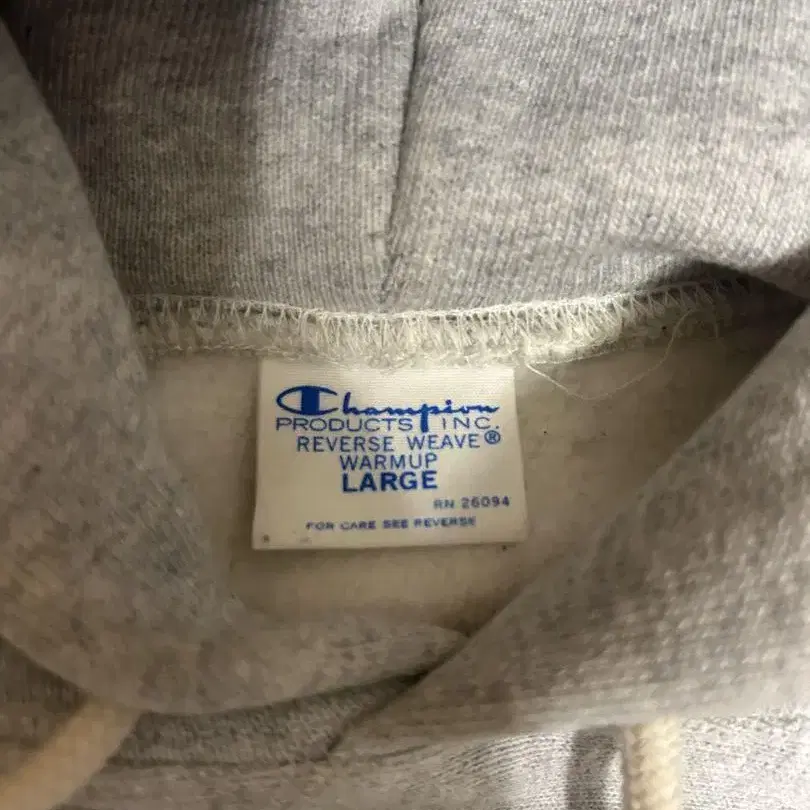 Champion
PRODUCTS INC.
REVERSE WEAVE®
WARMUP
LARGE
RN 26094
FOR CARE SEE REVERSE